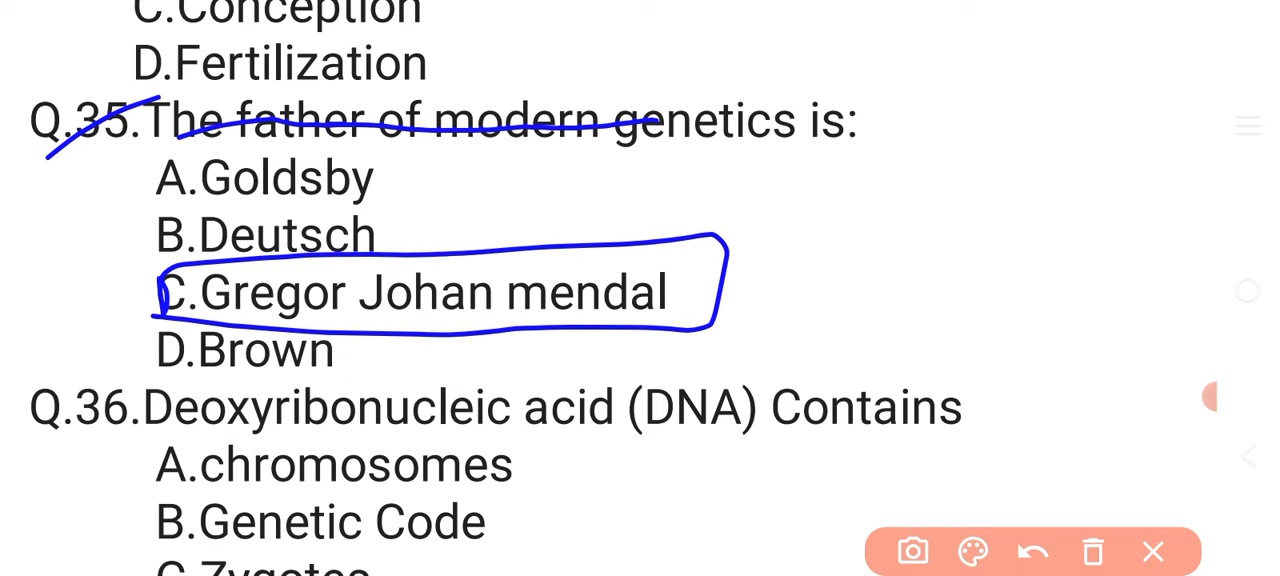 C.Conception
D.Fertilization
Q.35.The father of modern genetics is:
A.Goldsby
B.Deutsch
C.Gregor Johan mendal
D.Brown
Q.36.Deoxyribonucleic acid (DNA) Contains
A.chromosomes
B.Genetic Code
C.Zygotes